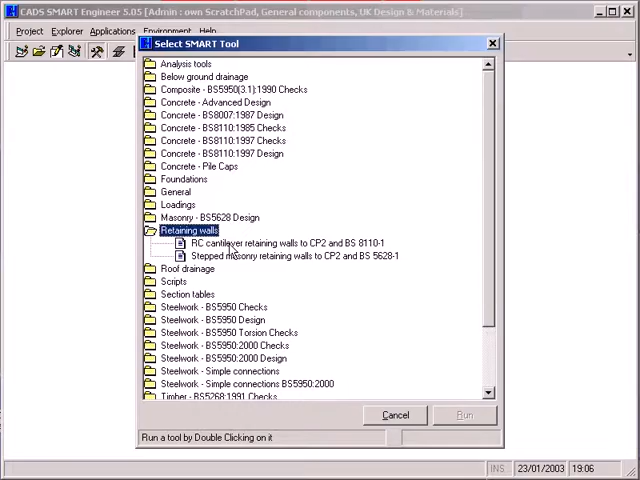 CADS SMART Engineer 5.05 [Admin : own ScratchPad, General components, UK Design & Materials]
Project Explorer Applications Environment Help
Select SMART Tool
Analysis tools
Below ground drainage
Composite - BS5950(3.1):1990 Checks
Concrete - Advanced Design
Concrete - BS8007:1987 Design
Concrete - BS8110:1985 Checks
Concrete - BS8110:1997 Checks
Concrete - BS8110:1997 Design
Concrete - Pile Caps
Foundations
General
Loadings
Masonry - BS5628 Design
Retaining walls
RC cantilever retaining walls to CP2 and BS 8110-1
Stepped masonry retaining walls to CP2 and BS 5628-1
Roof drainage
Scripts
Section tables
Steelwork - BS5950 Checks
Steelwork - BS5950 Design
Steelwork - BS5950 Torsion Checks
Steelwork - BS5950:2000 Checks
Steelwork - BS5950:2000 Design
Steelwork - Simple connections
Steelwork - Simple connections BS5950:2000
Timber - BS5268:1991 Checks
Cancel Run
Run a tool by Double Clicking on it
INS 23/01/2003 19:06